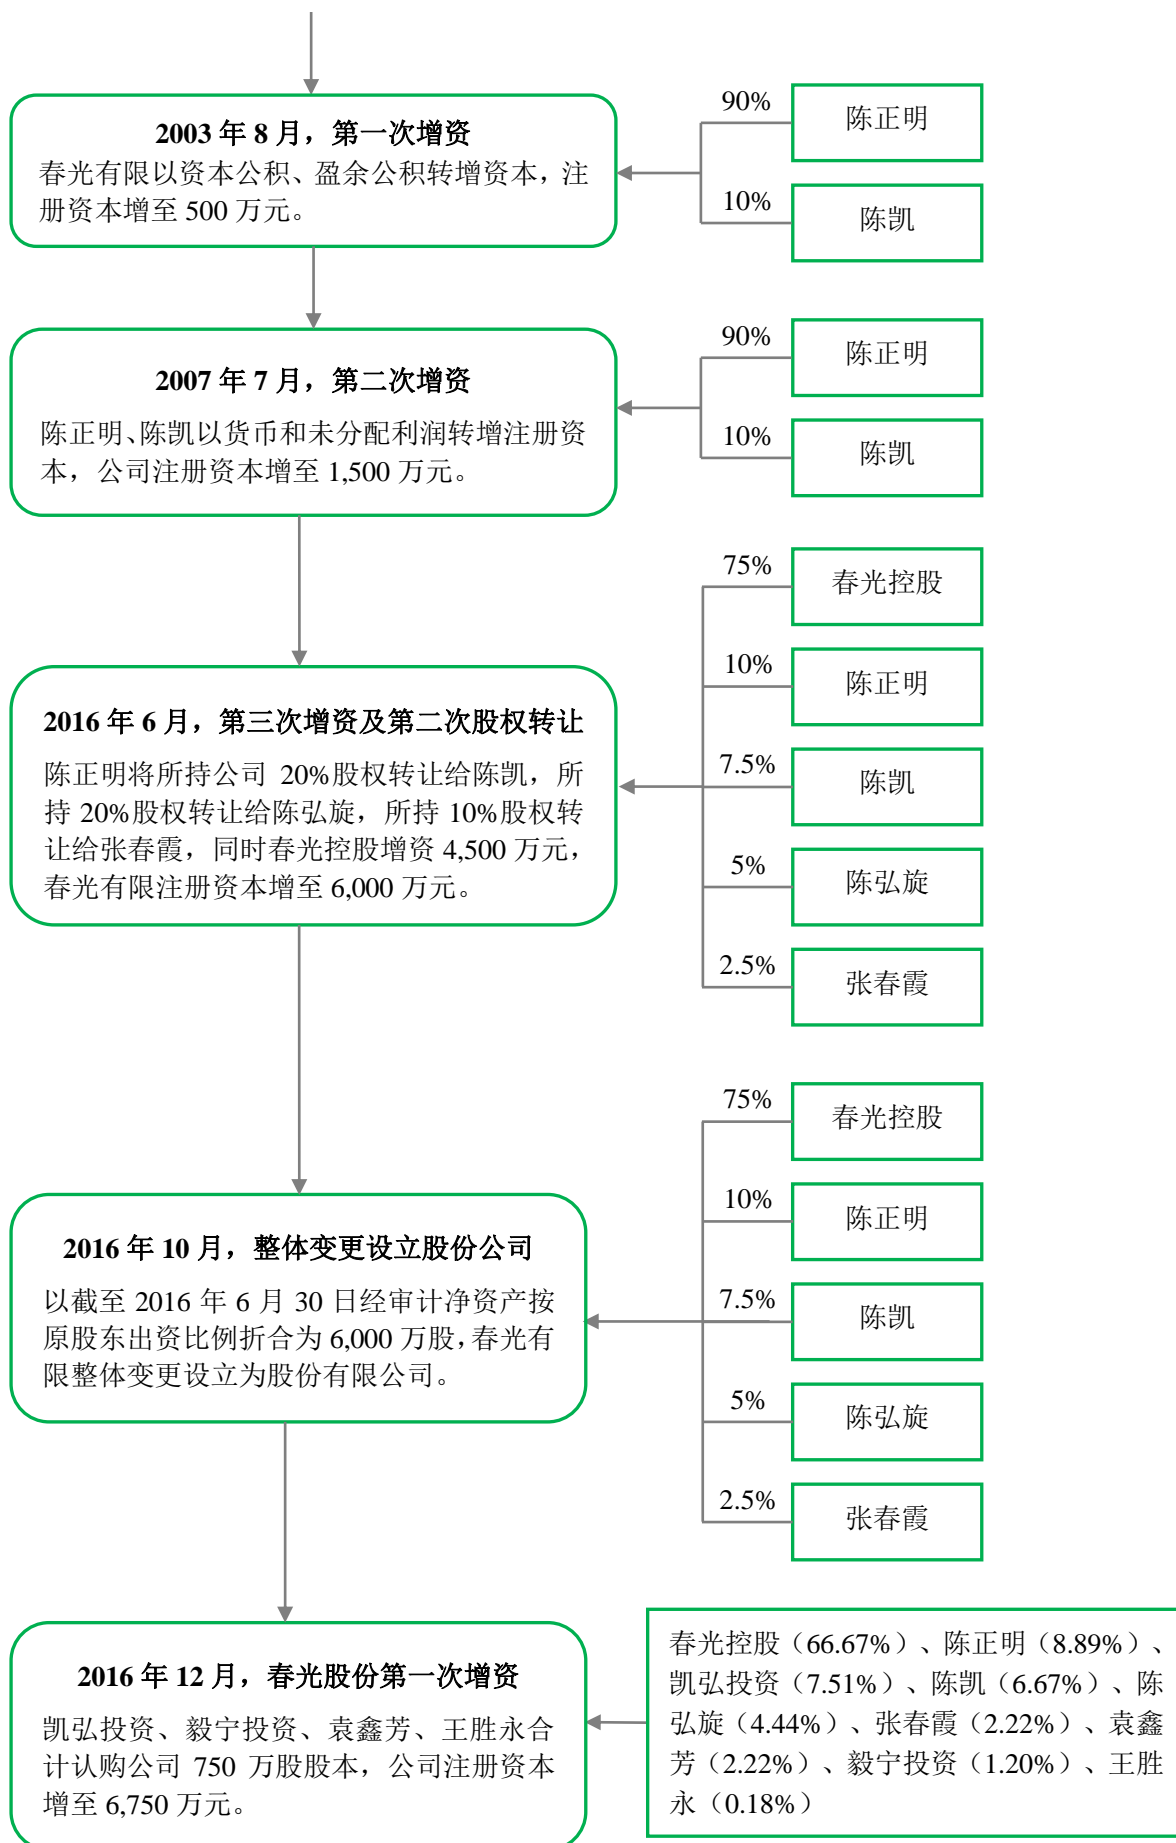 2003 年 8 月，第一次增资
春光有限以资本公积、盈余公积转增资本，注
册资本增至 500 万元。
90%
陈正明
10%
陈凯
2007 年 7 月，第二次增资
陈正明、陈凯以货币和未分配利润转增注册资
本，公司注册资本增至 1,500 万元。
90%
陈正明
10%
陈凯
2016 年 6 月，第三次增资及第二次股权转让
陈正明将所持公司 20%股权转让给陈凯，所
持 20%股权转让给陈弘旋，所持 10%股权转
让给张春霞，同时春光控股增资 4,500 万元，
春光有限注册资本增至 6,000 万元。
75%
春光控股
10%
陈正明
7.5%
陈凯
5%
陈弘旋
2.5%
张春霞
2016 年 10 月，整体变更设立股份公司
以截至 2016 年 6 月 30 日经审计净资产按
原股东出资比例折合为 6,000 万股，春光有
限整体变更设立为股份有限公司。
75%
春光控股
10%
陈正明
7.5%
陈凯
5%
陈弘旋
2.5%
张春霞
2016 年 12 月，春光股份第一次增资
凯弘投资、毅宁投资、袁鑫芳、王胜永合
计认购公司 750 万股股本，公司注册资本
增至 6,750 万元。
春光控股（66.67%）、陈正明（8.89%）、
凯弘投资（7.51%）、陈凯（6.67%）、陈
弘旋（4.44%）、张春霞（2.22%）、袁鑫
芳（2.22%）、毅宁投资（1.20%）、王胜
永（0.18%）